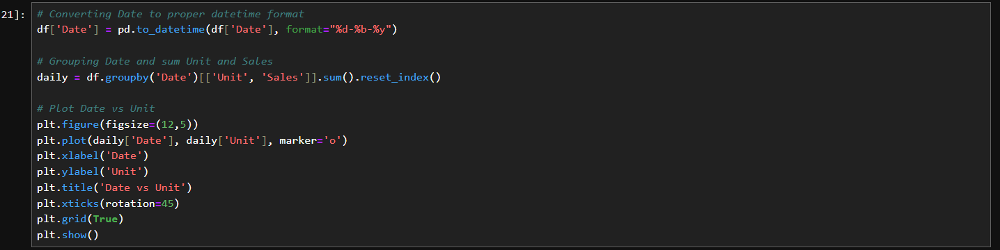 21]:
# Converting Date to proper datetime format
df['Date'] = pd.to_datetime(df['Date'], format="%d-%b-%y")
# Grouping Date and sum Unit and Sales
daily = df.groupby('Date')[['Unit', 'Sales']].sum().reset_index()
# Plot Date vs Unit
plt.figure(figsize=(12,5))
plt.plot(daily['Date'], daily['Unit'], marker='o')
plt.xlabel('Date')
plt.ylabel('Unit')
plt.title('Date vs Unit')
plt.xticks(rotation=45)
plt.grid(True)
plt.show()